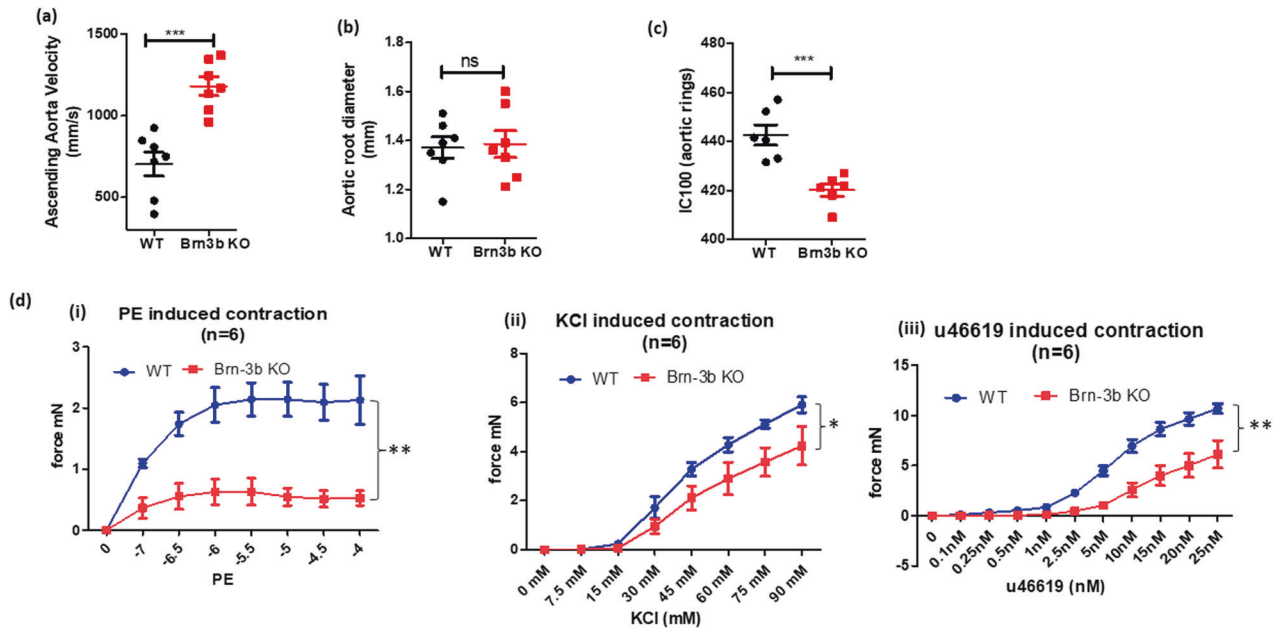 (a)
***
Ascending Aorta Velocity
(mm/s)
1500
1000
500
WT
Brn3b KO
(b)
ns
Aortic root diameter
(mm)
1.8
1.6
1.4
1.2
1.0
WT
Brn3b KO
(c)
***
IC100 (aortic rings)
480
460
440
420
400
WT
Brn3b KO
(d)
(i)
PE induced contraction
(n=6)
WT
Brn-3b KO
force mN
3
2
1
0
**
0
-7
-6.5
-6
-5.5
-5
-4.5
-4
PE
(ii)
KCl induced contraction
(n=6)
WT
Brn-3b KO
force mN
8
6
4
2
0
*
0 mM
7.5 mM
15 mM
30 mM
45 mM
60 mM
75 mM
90 mM
KCl (mM)
(iii)
u46619 induced contraction
(n=6)
WT
Brn-3b KO
force mN
15
10
5
0
-5
**
0
0.1nM
0.25nM
0.5nM
1nM
2.5nM
5nM
10nM
15nM
20nM
25nM
u46619 (nM)